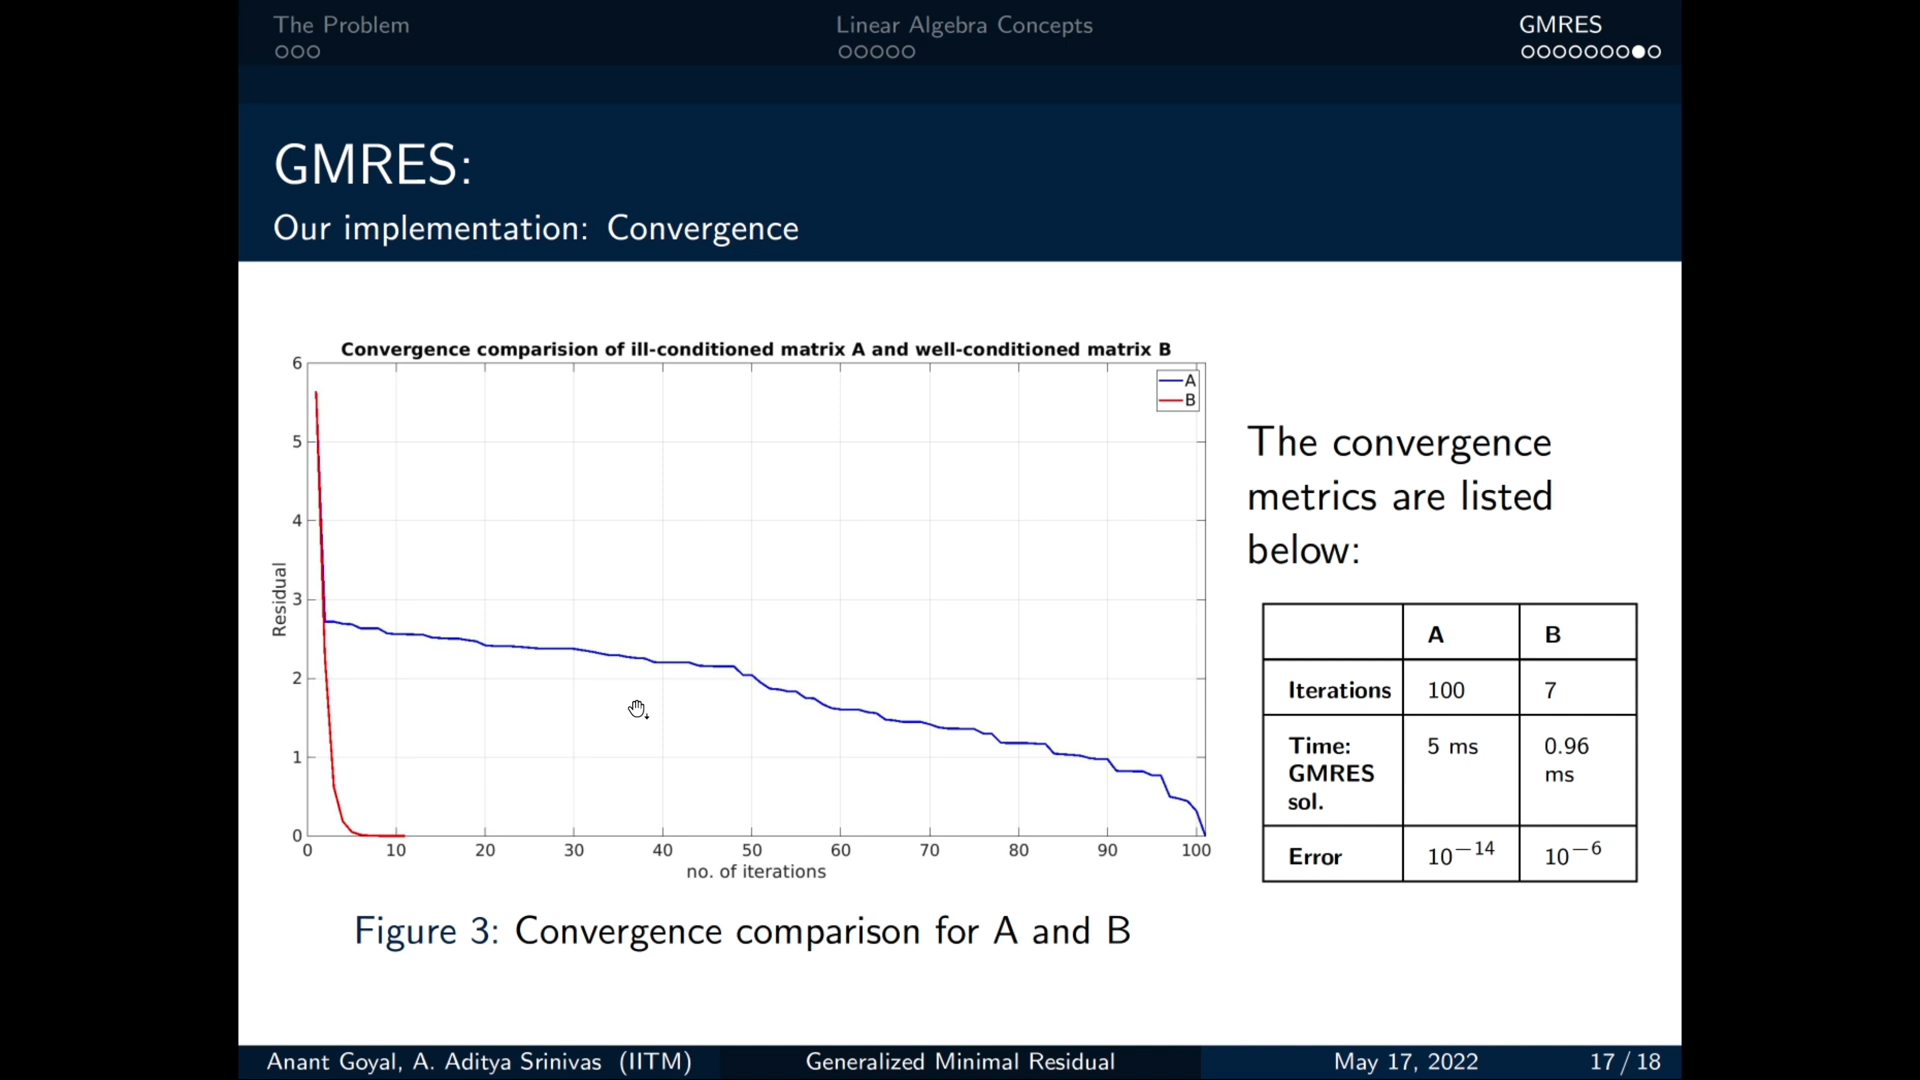 The Problem
Linear Algebra Concepts
GMRES
GMRES:
Our implementation: Convergence
Convergence comparision of ill-conditioned matrix A and well-conditioned matrix B
6
5
4
3
2
1
0
Residual
A
B
0 10 20 30 40 50 60 70 80 90 100
no. of iterations
Figure 3: Convergence comparison for A and B
The convergence
metrics are listed
below:
A B
Iterations 100 7
Time: 5 ms 0.96
GMRES ms
sol.
Error 10⁻¹⁴ 10⁻⁶
Anant Goyal, A. Aditya Srinivas (IITM)
Generalized Minimal Residual
May 17, 2022
17 / 18